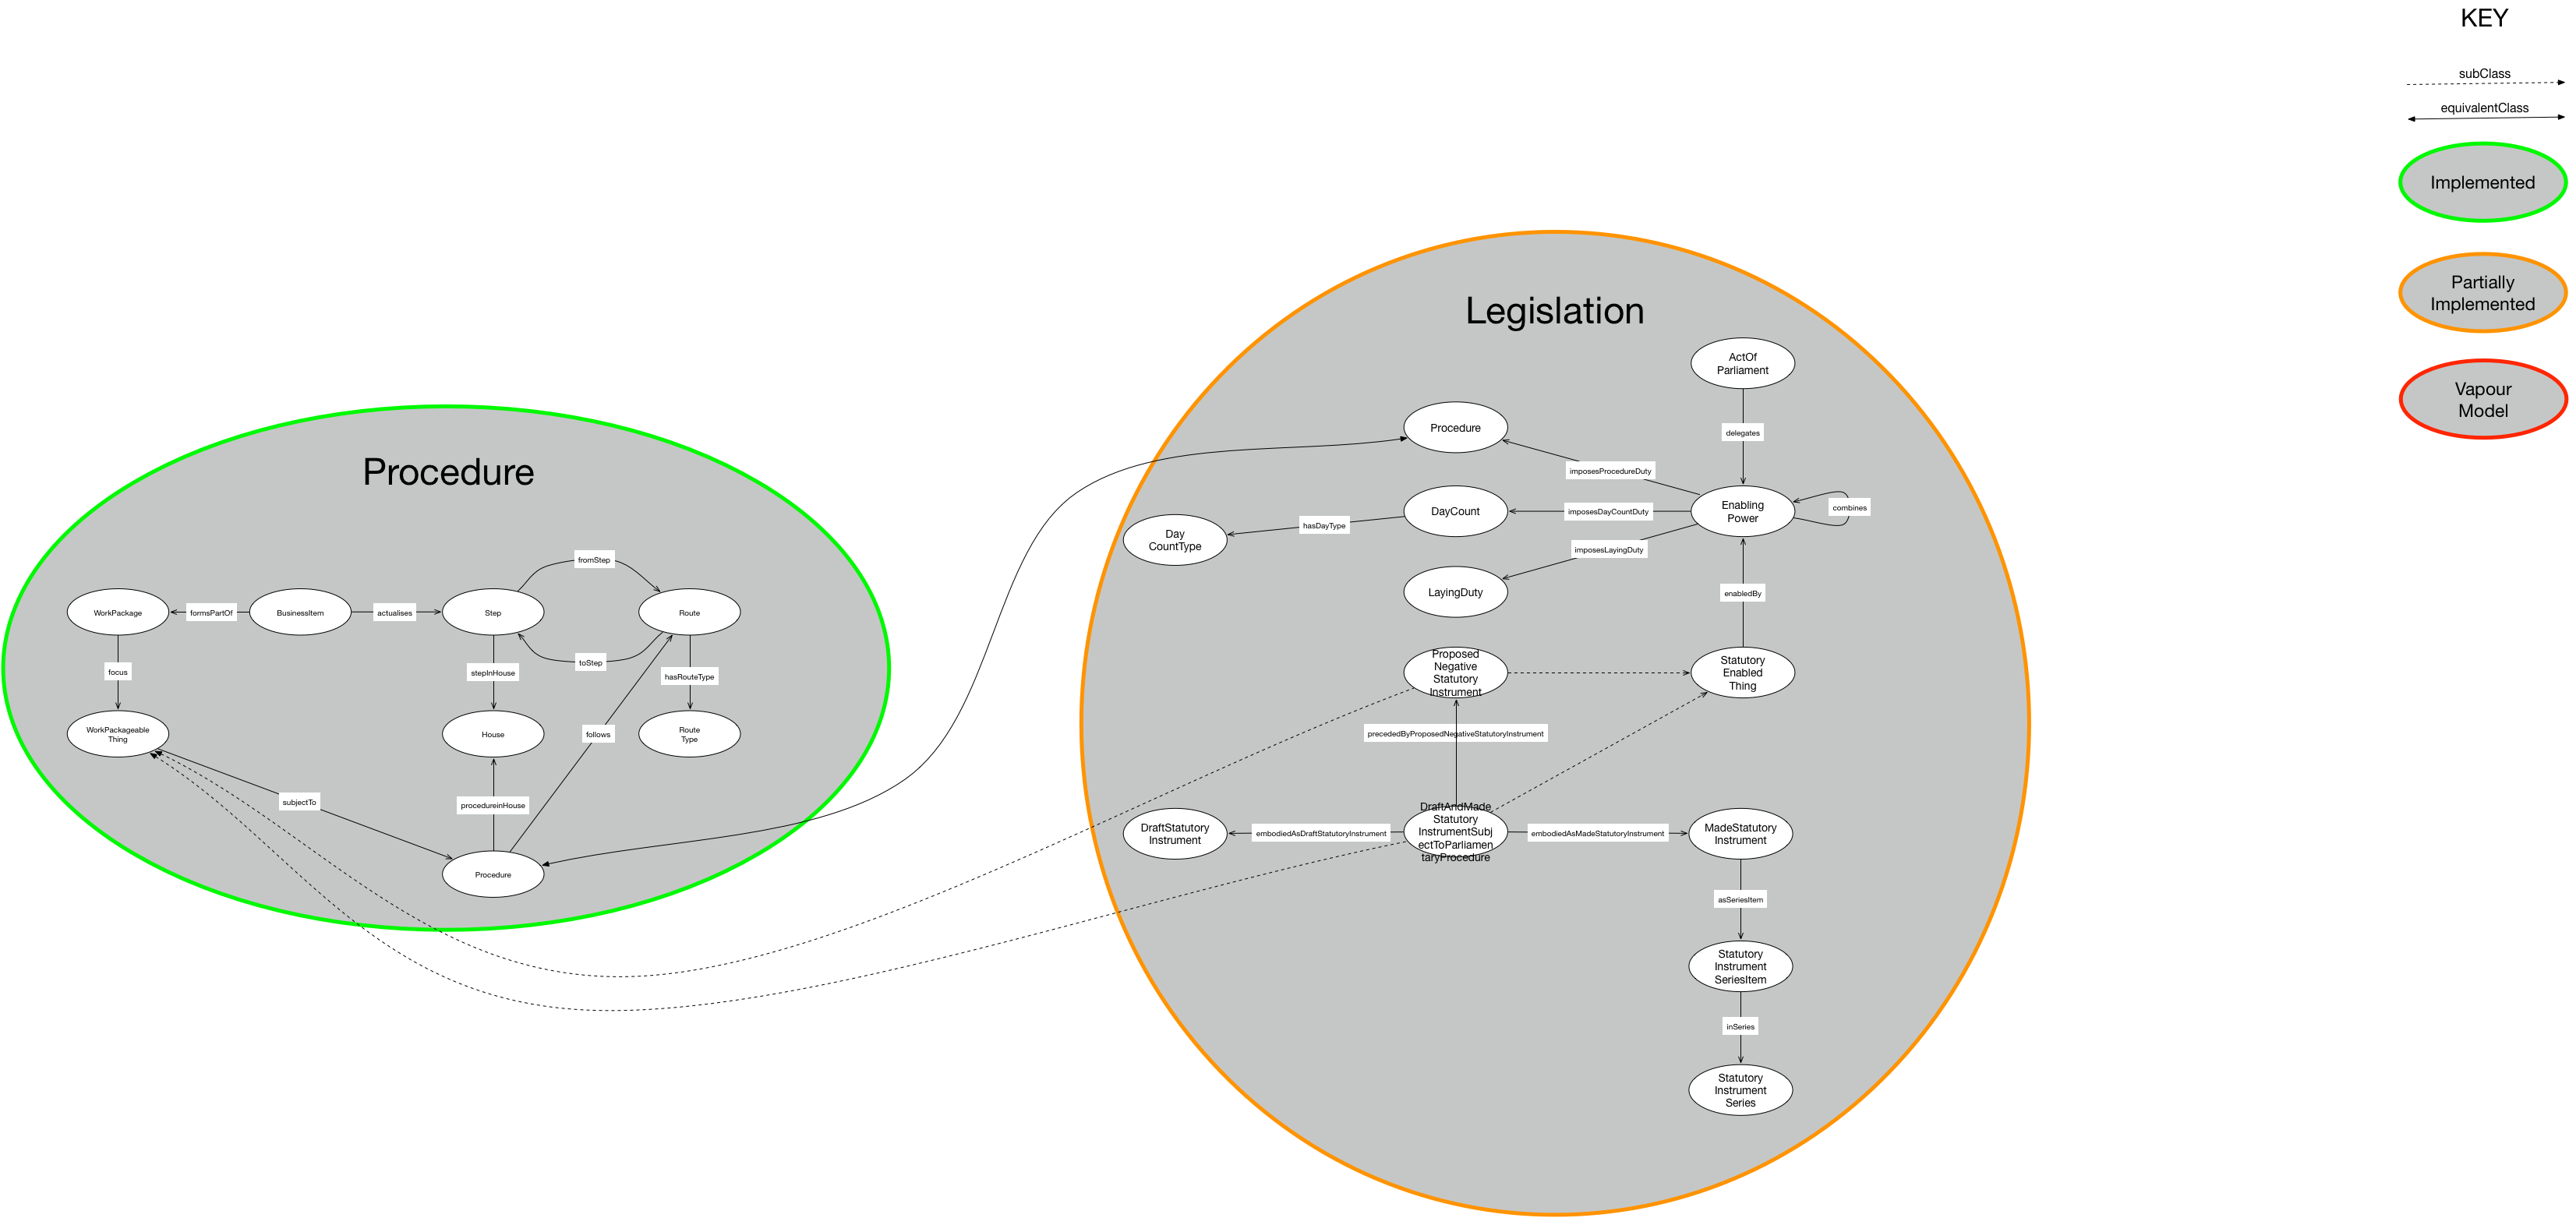 KEY
subClass
equivalentClass
Implemented
Partially
Implemented
Vapour
Model
Procedure
WorkPackage
formsPartOf
BusinessItem
actualises
Step
fromStep
toStep
Route
focus
stepInHouse
hasRouteType
WorkPackageable
Thing
House
follows
Route
Type
subjectTo
procedureinHouse
Procedure
Legislation
ActOf
Parliament
delegates
Procedure
imposesProcedureDuty
Enabling
Power
combines
DayCount
imposesDayCountDuty
Day
CountType
hasDayType
imposesLayingDuty
LayingDuty
enabledBy
Proposed
Negative
Statutory
Instrument
Statutory
Enabled
Thing
precededByProposedNegativeStatutoryInstrument
DraftStatutory
Instrument
embodiedAsDraftStatutoryInstrument
DraftAndMade
Statutory
InstrumentSubj
ectToParliamen
taryProcedure
embodiedAsMadeStatutoryInstrument
MadeStatutory
Instrument
asSeriesItem
Statutory
Instrument
SeriesItem
inSeries
Statutory
Instrument
Series